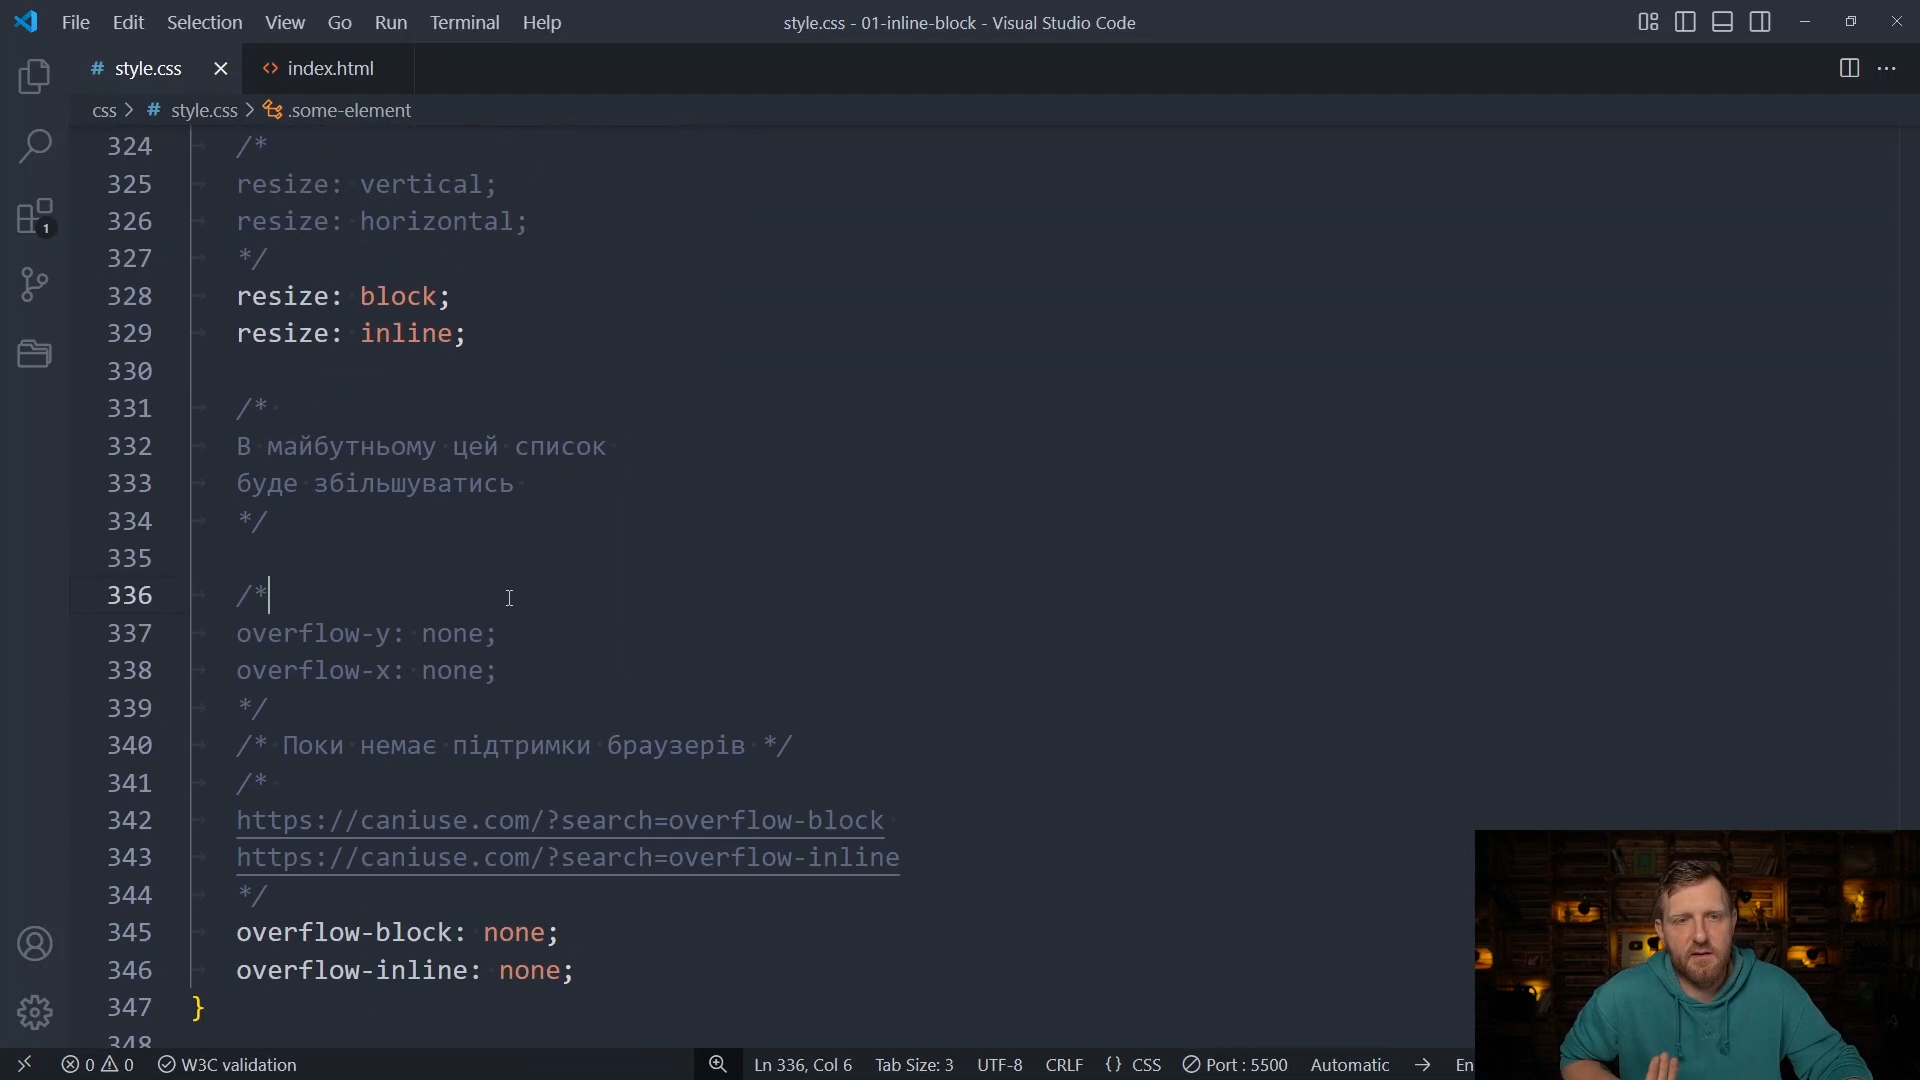 File Edit Selection View Go Run Terminal Help
style.css - 01-inline-block - Visual Studio Code
# style.css
<> index.html
css > # style.css > .some-element
1
324 /*
325 resize: vertical;
326 resize: horizontal;
327 */
328 resize: block;
329 resize: inline;
330
331 /*
332 В майбутньому цей список
333 буде збільшуватись
334 */
335
336 /*
337 overflow-y: none;
338 overflow-x: none;
339 */
340 /* Поки немає підтримки браузерів */
341 /*
342 https://caniuse.com/?search=overflow-block
343 https://caniuse.com/?search=overflow-inline
344 */
345 overflow-block: none;
346 overflow-inline: none;
347 }
348
0 0 W3C validation Ln 336, Col 6 Tab Size: 3 UTF-8 CRLF {} CSS Port : 5500 Automatic → En